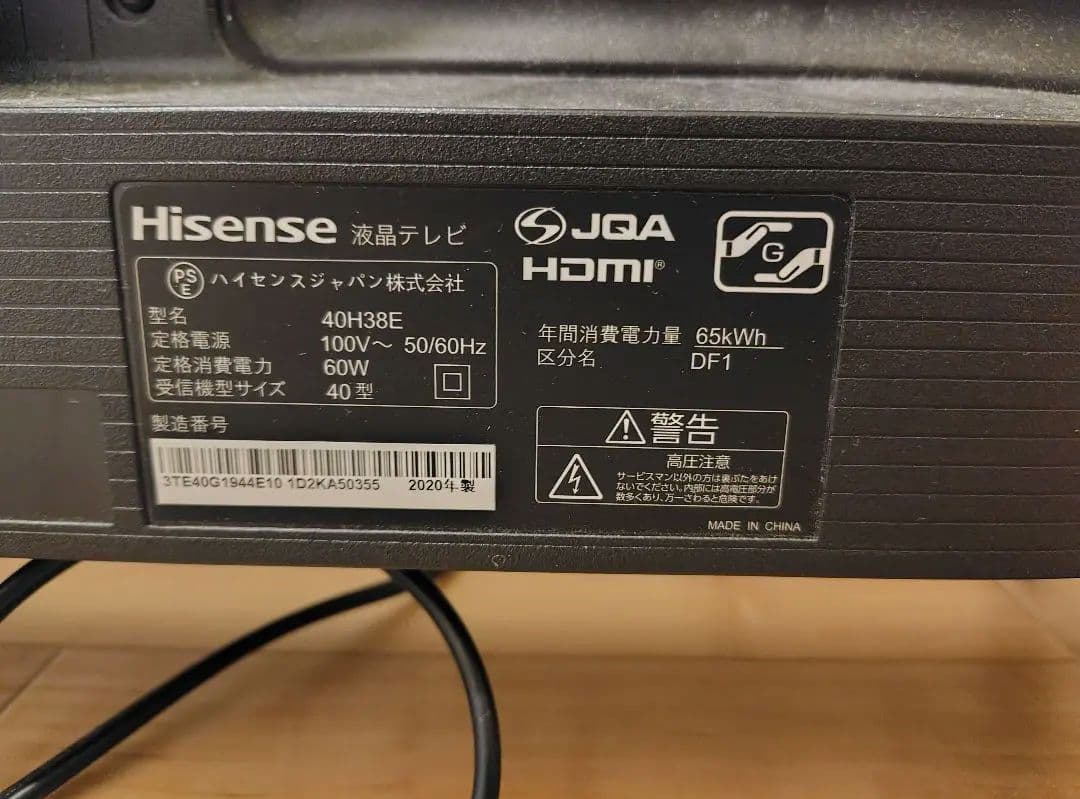 Hisense 液晶テレビ
PS
E
ハイセンスジャパン株式会社
型名 40H38E
定格電源 100V～ 50/60Hz
定格消費電力 60W
受信機型サイズ 40型
製造番号
3TE40G1944E10 1D2KA50355 2020年製
JQA
HDMI®
G
年間消費電力量 65kWh
区分名 DF1
警告
高圧注意
サービスマン以外の方は裏ぶたをあけ
ないでください。内部には高電圧部分が
数多くあり、万一さわると危険です。
MADE IN CHINA